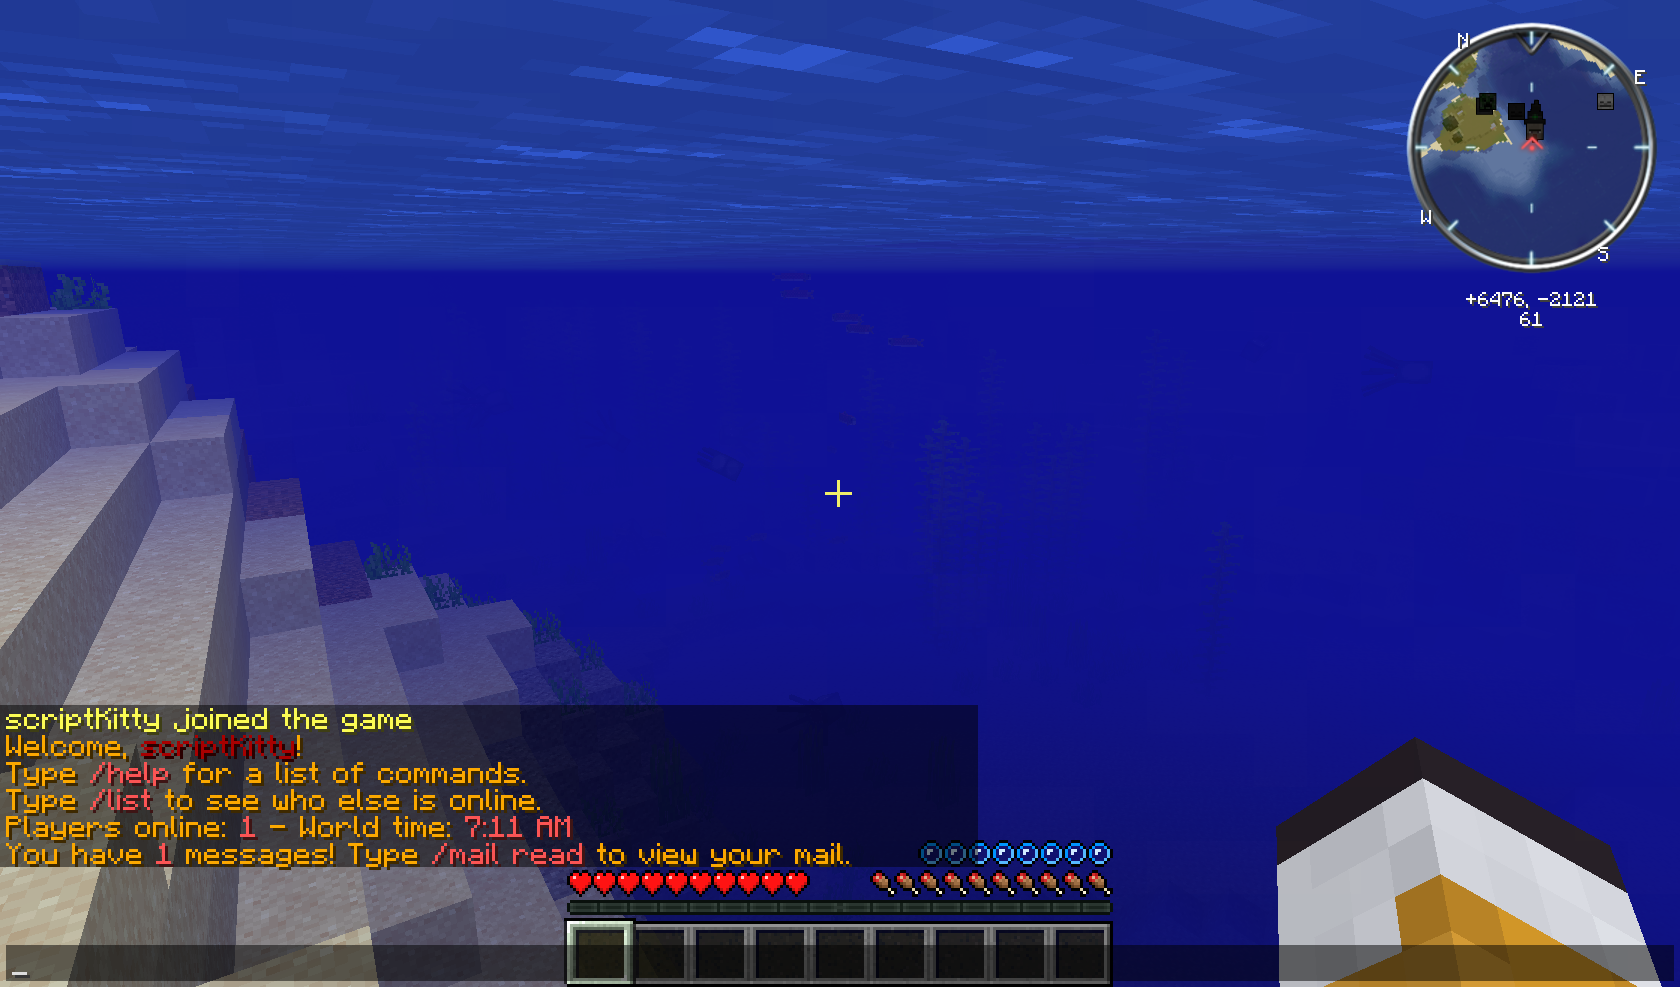 N
E
W
S
+6476, -2121
61
scriptKitty joined the game
Welcome, scriptKitty!
Type /help for a list of commands.
Type /list to see who else is online.
Players online: 1 - World time: 7:11 AM
You have 1 messages! Type /mail read to view your mail.
_